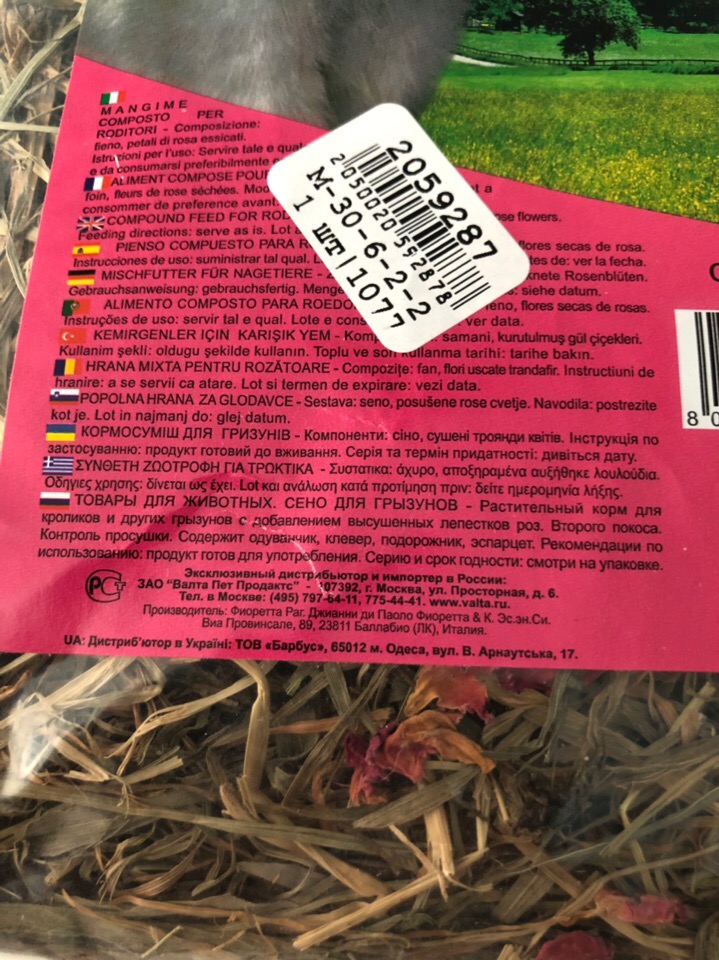 MANGIME
COMPOSTO PER
RODITORI - Composizione:
fieno, petali di rosa essicati.
Istruzioni per l'uso: Servire tale e qual
e da consumarsi preferibilmente
ALIMENT COMPOSE POUR
foin, fleurs de rose séchées. t a
consommer de preference avant
COMPOUND FEED FOR ROD ose flowers.
Feeding directions: serve as is. Lot
PIENSO COMPUESTO PARA R flores secas de rosa.
Instrucciones de uso: suministrar tal qual. L tes de: ver la fecha.
MISCHFUTTER FÜR NAGETIERE - knete Rosenblüten.
Gebrauchsanweisung: gebrauchsfertig. Menge siehe datum.
ALIMENTO COMPOSTO PARA ROEDO feno, flores secas de rosas.
Instruções de uso: servir tal e qual. Lote e cons ver data.
KEMIRGENLER IÇIN KARIŞIK YEM - Komp samani, kurutulmuş gül çiçekleri.
Kullanim şekli: oldugu şekilde kullanın. Toplu ve son kullanma tarihi: tarihe bakın.
HRANA MIXTA PENTRU ROZĂTOARE - Compoziţe: fan, flori uscate trandafir. Instructiuni de
hranire: a se servii ca atare. Lot si termen de expirare: vezi data.
POPOLNA HRANA ZA GLODAVCE - Sestava: seno, posušene rose cvetje. Navodila: postrezite
kot je. Lot in najmanj do: glej datum.
КОРМОСУМІШ ДЛЯ ГРИЗУНІВ - Компоненти: сіно, сушені троянди квітів. Інструкція по
застосуванню: продукт готовий до вживання. Серія та термін придатності: дивіться дату.
ΣΥΝΘΕΤΗ ΖΩΟΤΡΟΦΗ ΓΙΑ ΤΡΩΚΤΙΚΑ - Συστατικα: άχυρο, αποξηραμένα αυξήθηκε λουλούδια.
Οδηγιες χρησης: δίνεται ως έχει. Lot και ανάλωση κατά προτίμηση πριν: δείτε ημερομηνία λήξης.
ТОВАРЫ ДЛЯ ЖИВОТНЫХ. СЕНО ДЛЯ ГРЫЗУНОВ - Растительный корм для
кроликов и других грызунов с добавлением высушенных лепестков роз. Второго покоса.
Контроль просушки. Содержит одуванчик, клевер, подорожник, эспарцет. Рекомендации по
использованию: продукт готов для употребления. Серию и срок годности: смотри на упаковке.
Эксклюзивный дистрибьютор и импортер в России:
ЗАО "Валта Пет Продактс" - 107392, г. Москва, ул. Просторная, д. 6.
Тел. в Москве: (495) 797-64-11, 775-44-41. www.valta.ru.
Производитель: Фиоретта Раг. Джианни ди Паоло Фиоретта & К. Эс.эн.Си.
Виа Провинсале, 89, 23811 Баллабио (ЛК), Италия.
UA: Дистриб'ютор в Україні: ТОВ «Барбус», 65012 м. Одеса, вул. В. Арнаутська, 17.
2059287
2050020592878
М-30-6-2-2
1 шт|1077
8 0